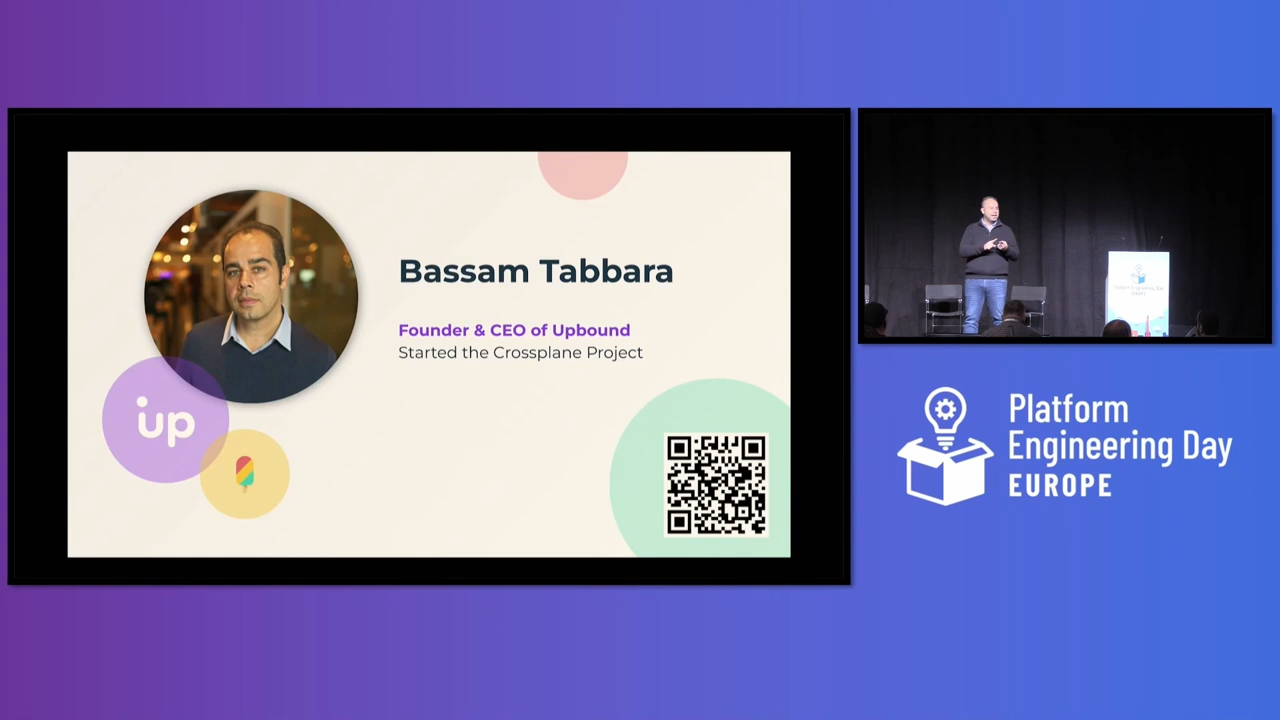 Bassam Tabbara
Founder & CEO of Upbound
Started the Crossplane Project
up
Platform
Engineering Day
EUROPE